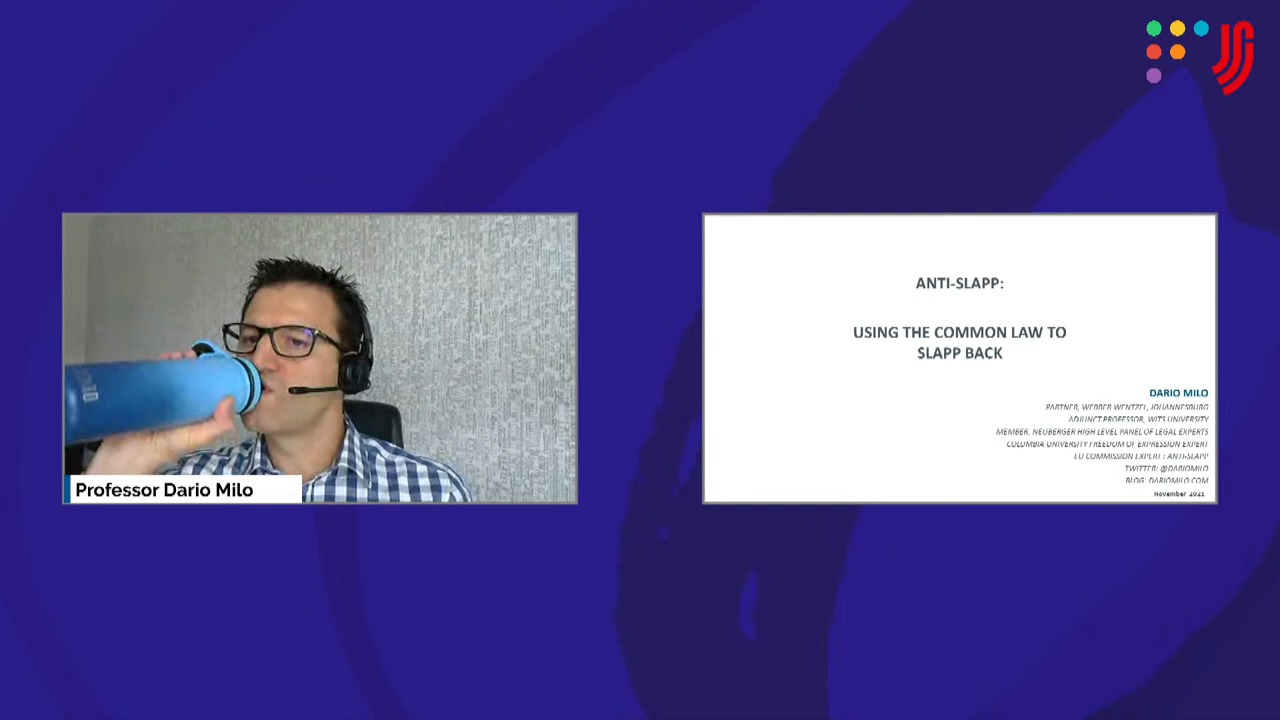 Professor Dario Milo
ANTI-SLAPP:
USING THE COMMON LAW TO
SLAPP BACK
DARIO MILO
PARTNER, WEBBER WENTZEL, JOHANNESBURG
ADJUNCT PROFESSOR, WITS UNIVERSITY
MEMBER, NEUBERGER HIGH LEVEL PANEL OF LEGAL EXPERTS
COLUMBIA UNIVERSITY FREEDOM OF EXPRESSION EXPERT
EU COMMISSION EXPERT : ANTI-SLAPP
TWITTER: @DARIOMILO
BLOG: DARIOMILO.COM
November 2021